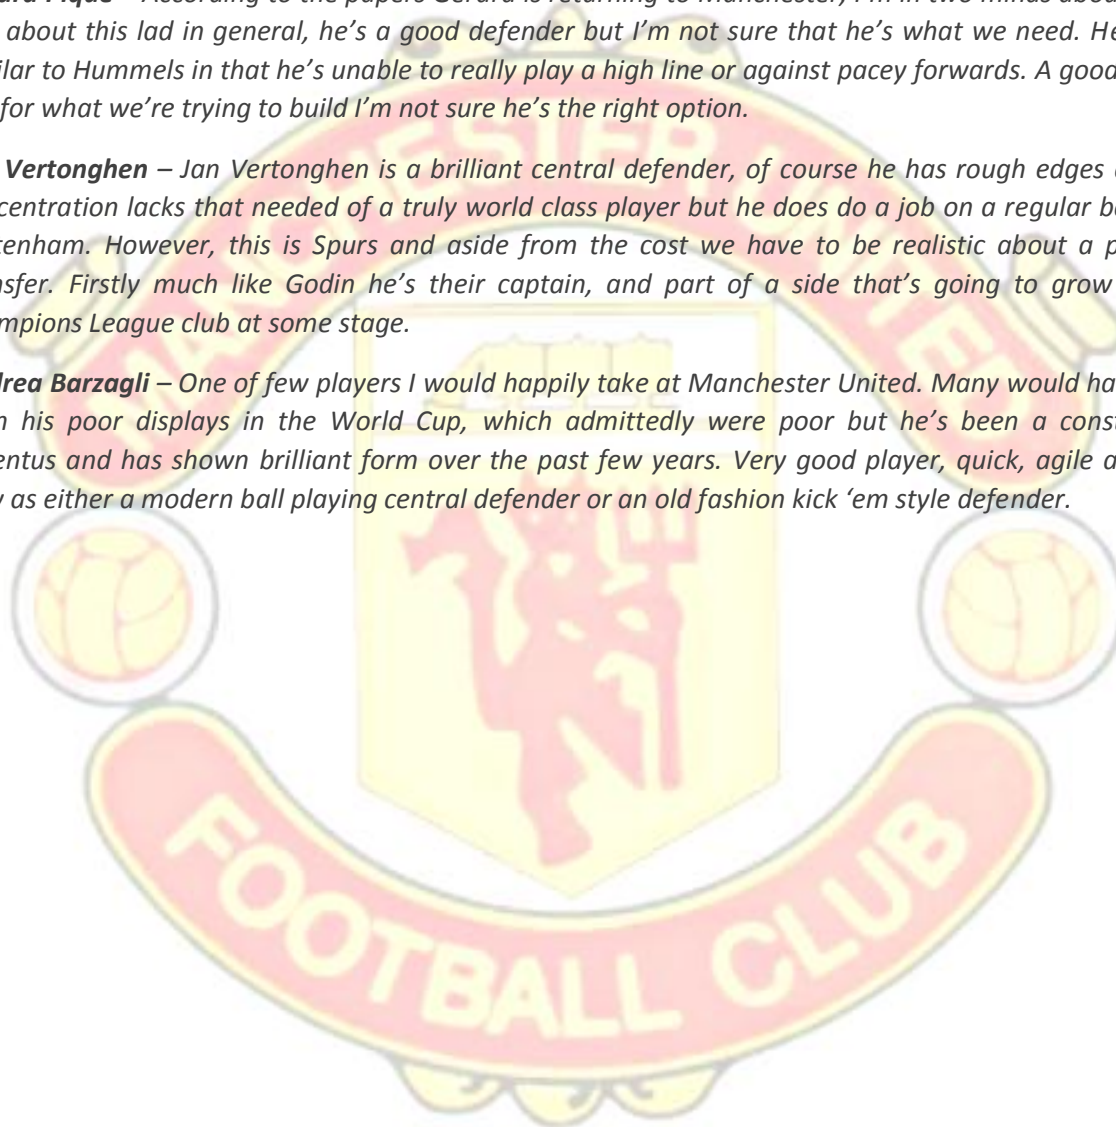 ard Pique – According to the papers Gerard is returning to Manchester, I'm in two minds about
about this lad in general, he's a good defender but I'm not sure that he's what we need. He
ilar to Hummels in that he's unable to really play a high line or against pacey forwards. A good
for what we're trying to build I'm not sure he's the right option.
Vertonghen – Jan Vertonghen is a brilliant central defender, of course he has rough edges
centration lacks that needed of a truly world class player but he does do a job on a regular b
tenham. However, this is Spurs and aside from the cost we have to be realistic about a p
nsfer. Firstly much like Godin he's their captain, and part of a side that's going to grow
mpions League club at some stage.
drea Barzagli – One of few players I would happily take at Manchester United. Many would ha
n his poor displays in the World Cup, which admittedly were poor but he's been a const
entus and has shown brilliant form over the past few years. Very good player, quick, agile a
y as either a modern ball playing central defender or an old fashion kick 'em style defender.
MANCHESTER UNITED
FOOTBALL CLUB